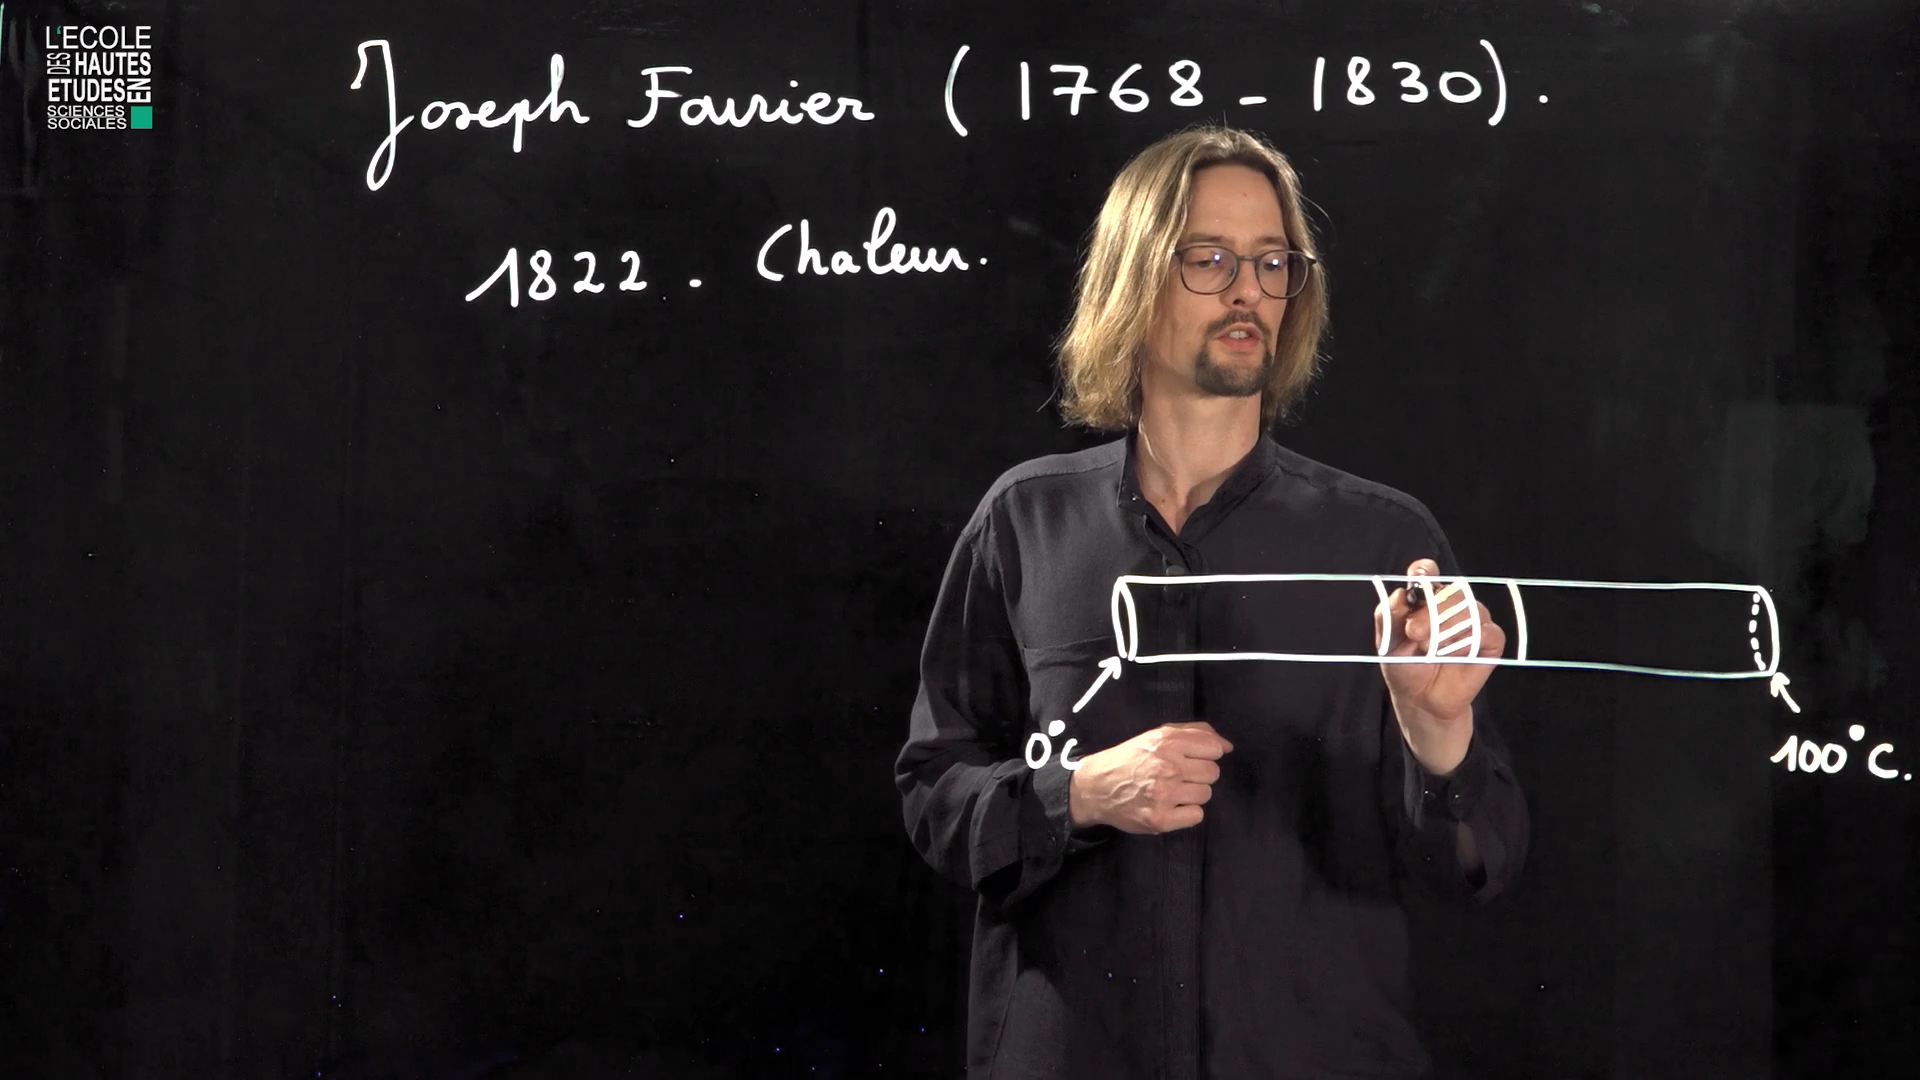 L'ECOLE
DES HAUTES
ETUDES EN
SCIENCES
SOCIALES
Joseph Fourier ( 1768 - 1830).
1822. Chaleur.
0°C
100°C.